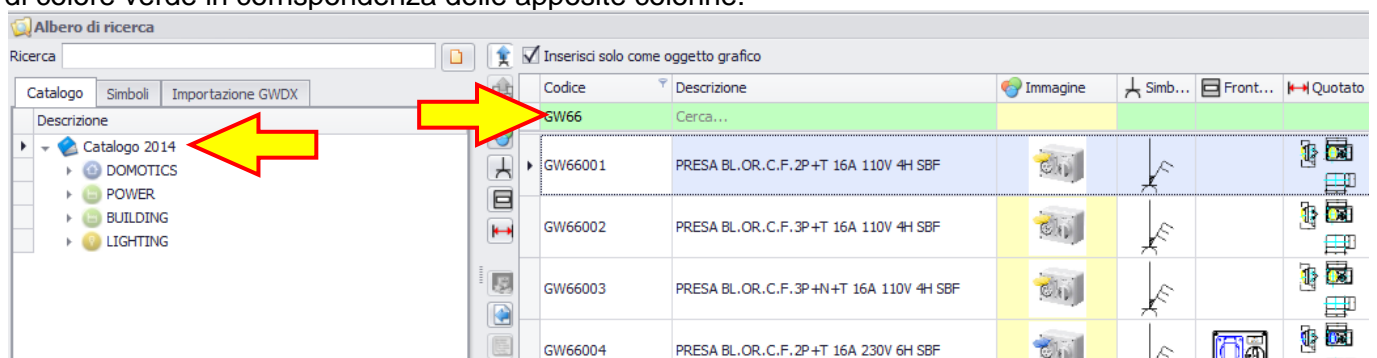 di colore verde in corrispondenza delle apposite colonne.
Albero di ricerca
Ricerca
Inserisci solo come oggetto grafico
Catalogo Simboli Importazione GWDX
Descrizione
Catalogo 2014
DOMOTICS
POWER
BUILDING
LIGHTING
Codice Descrizione Immagine Simb... Front... Quotato
GW66 Cerca...
GW66001 PRESA BL.OR.C.F.2P+T 16A 110V 4H SBF
GW66002 PRESA BL.OR.C.F.3P+T 16A 110V 4H SBF
GW66003 PRESA BL.OR.C.F.3P+N+T 16A 110V 4H SBF
GW66004 PRESA BL.OR.C.F.2P+T 16A 230V 6H SBF